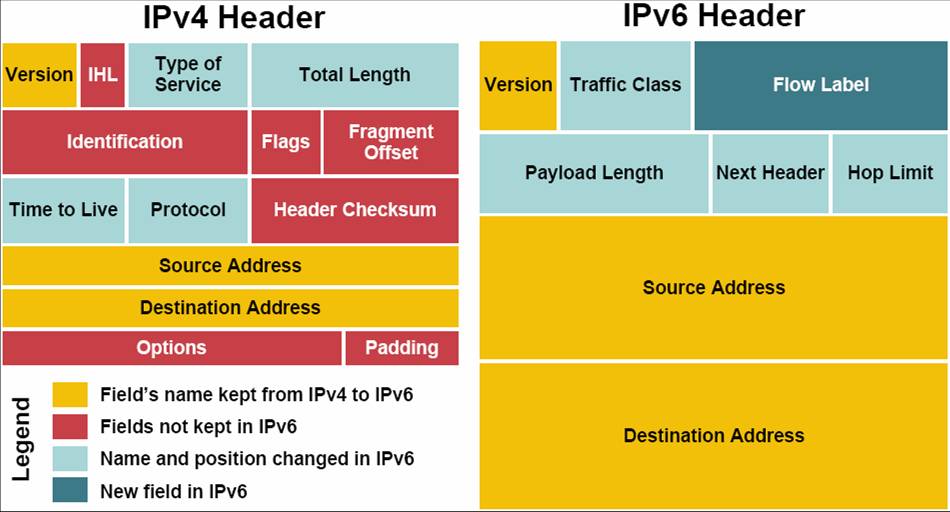 IPv4 Header
Version IHL Type of Service Total Length
Identification Flags Fragment Offset
Time to Live Protocol Header Checksum
Source Address
Destination Address
Options Padding
Legend
Field's name kept from IPv4 to IPv6
Fields not kept in IPv6
Name and position changed in IPv6
New field in IPv6
IPv6 Header
Version Traffic Class Flow Label
Payload Length Next Header Hop Limit
Source Address
Destination Address